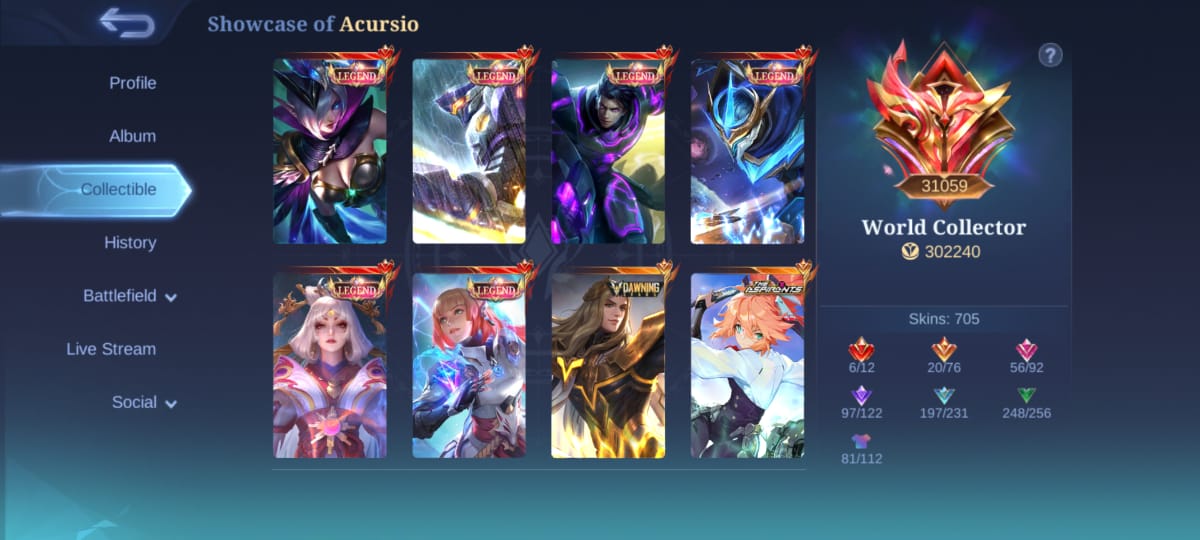 Showcase of Acursio
Profile
Album
Collectible
History
Battlefield
Live Stream
Social
LEGEND
LEGEND
LEGEND
LEGEND
LEGEND
LEGEND
DAWNING
THE ASPIRANTS
?
31059
World Collector
302240
Skins: 705
6/12
20/76
56/92
97/122
197/231
248/256
81/112